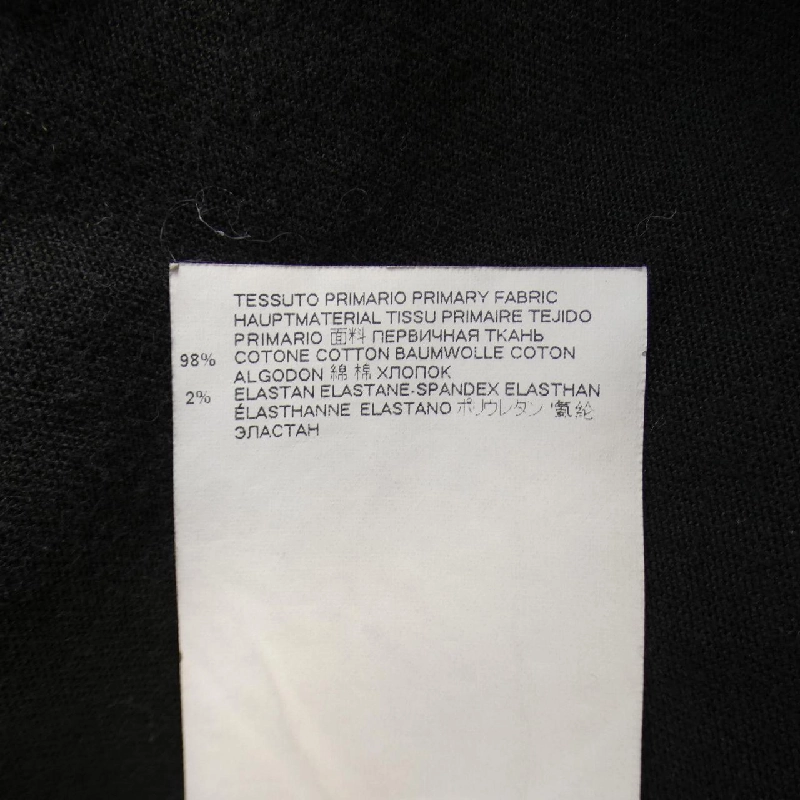 TESSUTO PRIMARIO PRIMARY FABRIC
HAUPTMATERIAL TISSU PRIMAIRE TEJIDO
PRIMARIO 面料 ПЕРВИЧНАЯ ТКАНЬ
98% COTONE COTTON BAUMWOLLE COTON
ALGODON 綿 棉 ХЛОПОК
2% ELASTAN ELASTANE-SPANDEX ELASTHAN
ÉLASTHANNE ELASTANO ポリウレタン 氨纶
ЭЛАСТАН